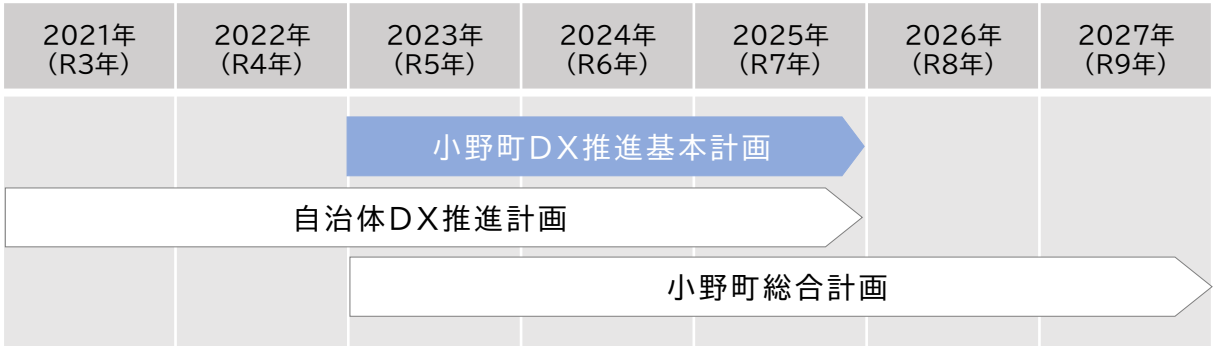 2021年
(R3年)
2022年
(R4年)
2023年
(R5年)
2024年
(R6年)
2025年
(R7年)
2026年
(R8年)
2027年
(R9年)
小野町DX推進基本計画
自治体DX推進計画
小野町総合計画